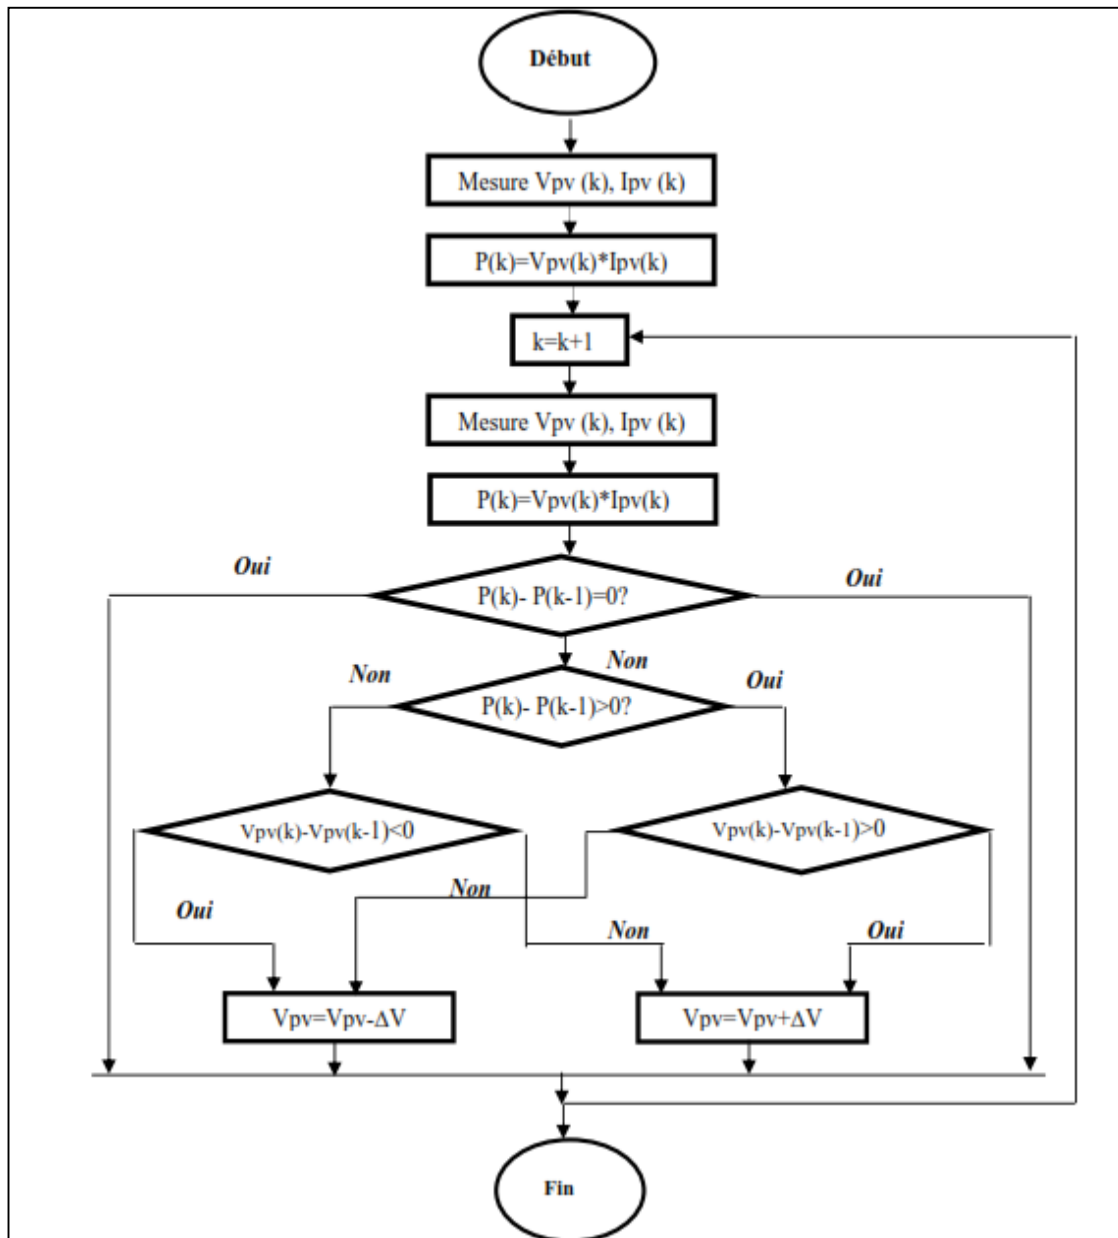 Début
Mesure Vpv (k), Ipv (k)
P(k)=Vpv(k)*Ipv(k)
k=k+1
Mesure Vpv (k), Ipv (k)
P(k)=Vpv(k)*Ipv(k)
Oui
P(k)- P(k-1)=0?
Oui
Non
Non
P(k)- P(k-1)>0?
Oui
Vpv(k)-Vpv(k-1)<0
Vpv(k)-Vpv(k-1)>0
Non
Oui
Non
Oui
Vpv=Vpv-ΔV
Vpv=Vpv+ΔV
Fin